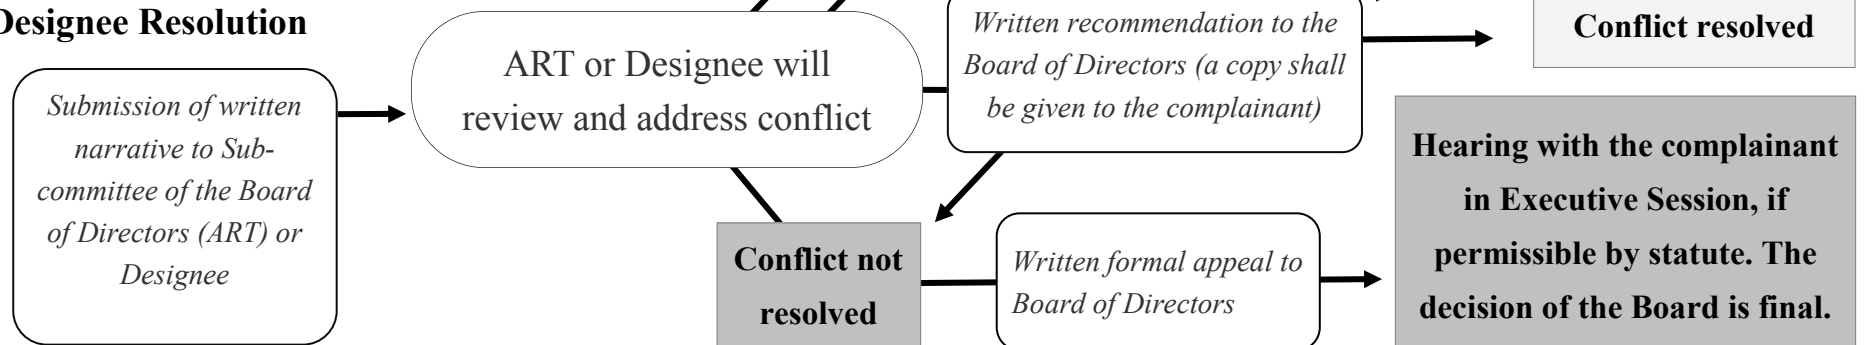 Designee Resolution
Submission of written
narrative to Sub-
committee of the Board
of Directors (ART) or
Designee
ART or Designee will
review and address conflict
Written recommendation to the
Board of Directors (a copy shall
be given to the complainant)
Conflict resolved
Conflict not
resolved
Written formal appeal to
Board of Directors
Hearing with the complainant
in Executive Session, if
permissible by statute. The
decision of the Board is final.